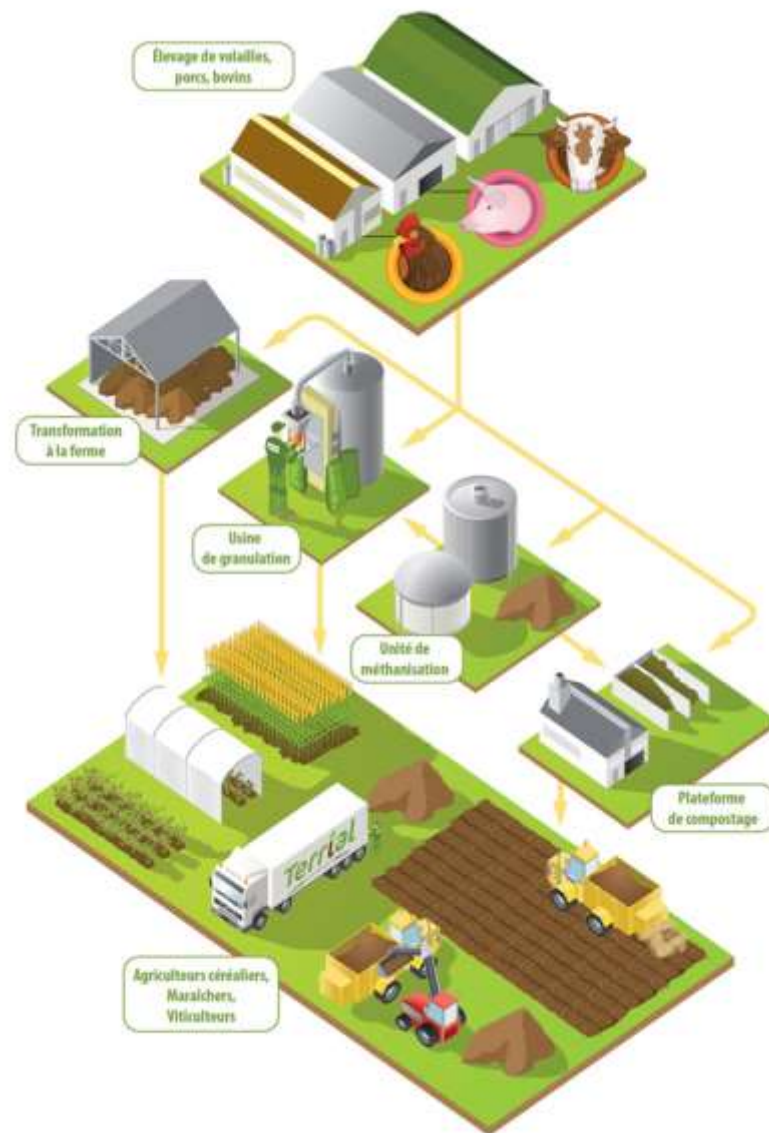 Élevage de volailles,
porcs, bovins
Transformation
à la ferme
Usine
de granulation
Unité de
méthanisation
Plateforme
de compostage
Terrial
Agriculteurs céréaliers,
Maraîchers,
Viticulteurs